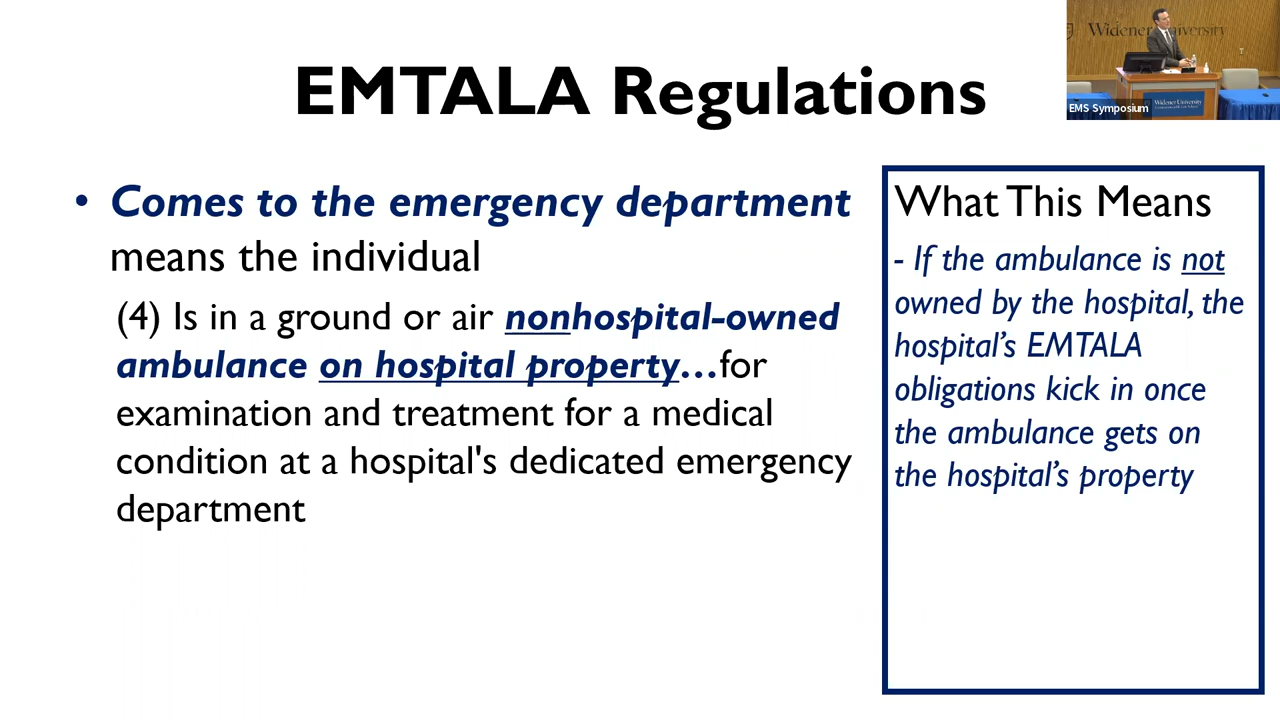 EMTALA Regulations
Widener University
EMS Symposium
Widener University
• Comes to the emergency department
means the individual
(4) Is in a ground or air nonhospital-owned
ambulance on hospital property…for
examination and treatment for a medical
condition at a hospital's dedicated emergency
department
What This Means
- If the ambulance is not
owned by the hospital, the
hospital’s EMTALA
obligations kick in once
the ambulance gets on
the hospital’s property